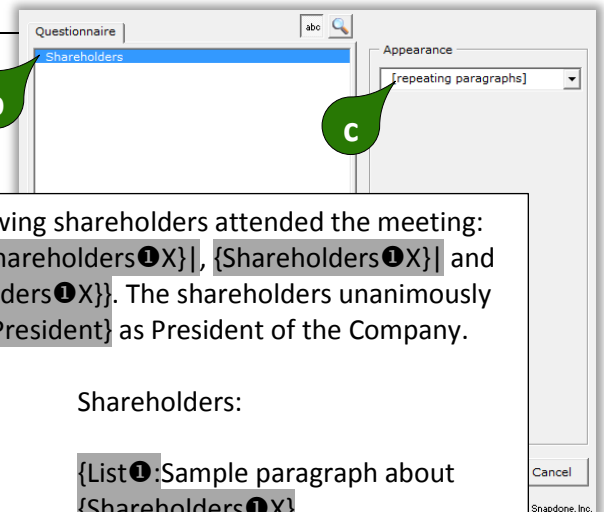 Questionnaire
abc
Shareholders
Appearance
[repeating paragraphs]
c
wing shareholders attended the meeting:
hareholders❶X}|, {Shareholders❶X}| and
ders❶X}}. The shareholders unanimously
President} as President of the Company.
Shareholders:
{List❶:Sample paragraph about
{Shareholders❶X}
Cancel
Snapdone, Inc.